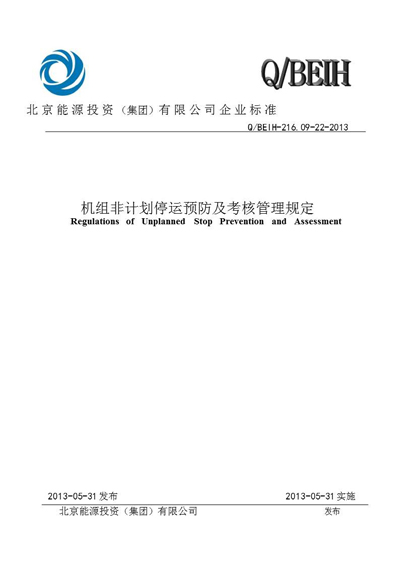 Q/BEIH
北京能源投资（集团）有限公司企业标准
Q/BEIH-216.09-22-2013
机组非计划停运预防及考核管理规定
Regulations of Unplanned Stop Prevention and Assessment
2013-05-31 发布 2013-05-31 实施
北京能源投资（集团）有限公司 发布